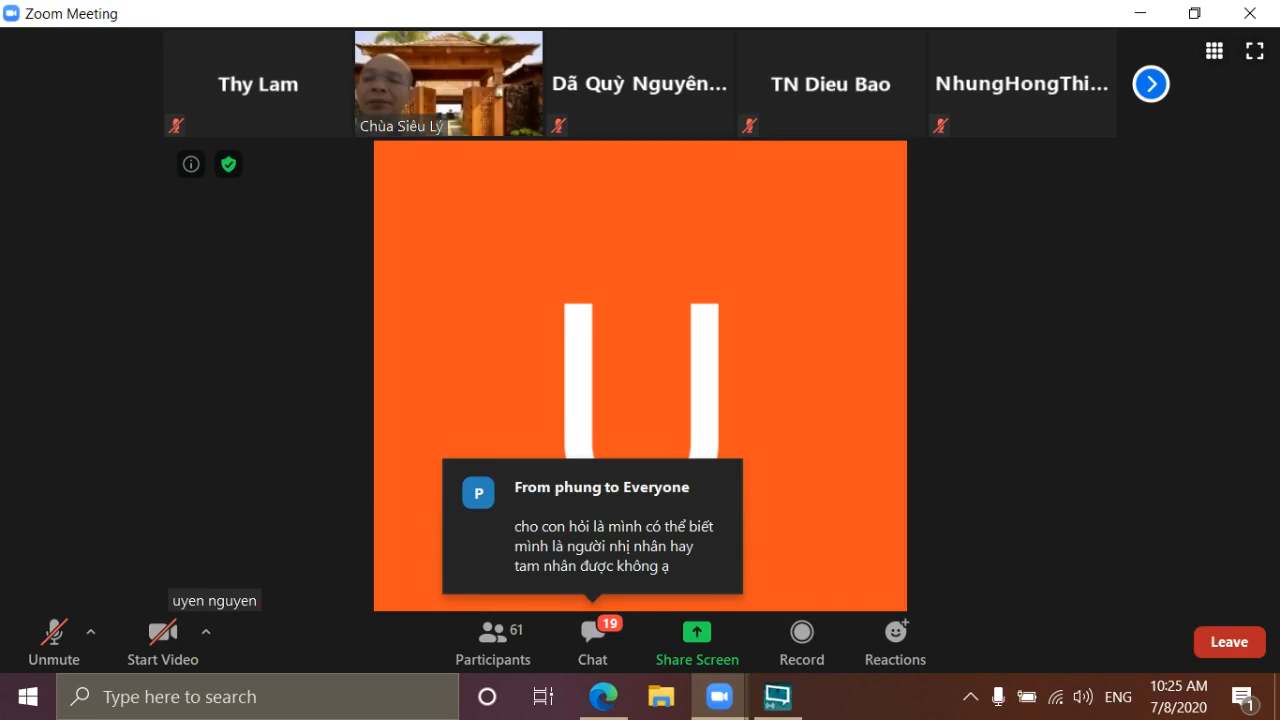 Zoom Meeting
Thy Lam
Chùa Siêu Lý
Dã Quỳ Nguyên...
TN Dieu Bao
NhungHongThi...
U
P
From phung to Everyone
cho con hỏi là mình có thể biết
mình là người nhị nhân hay
tam nhân được không ạ
uyen nguyen
Unmute
Start Video
61
Participants
19
Chat
Share Screen
Record
Reactions
Leave
Type here to search
ENG
10:25 AM
7/8/2020
1